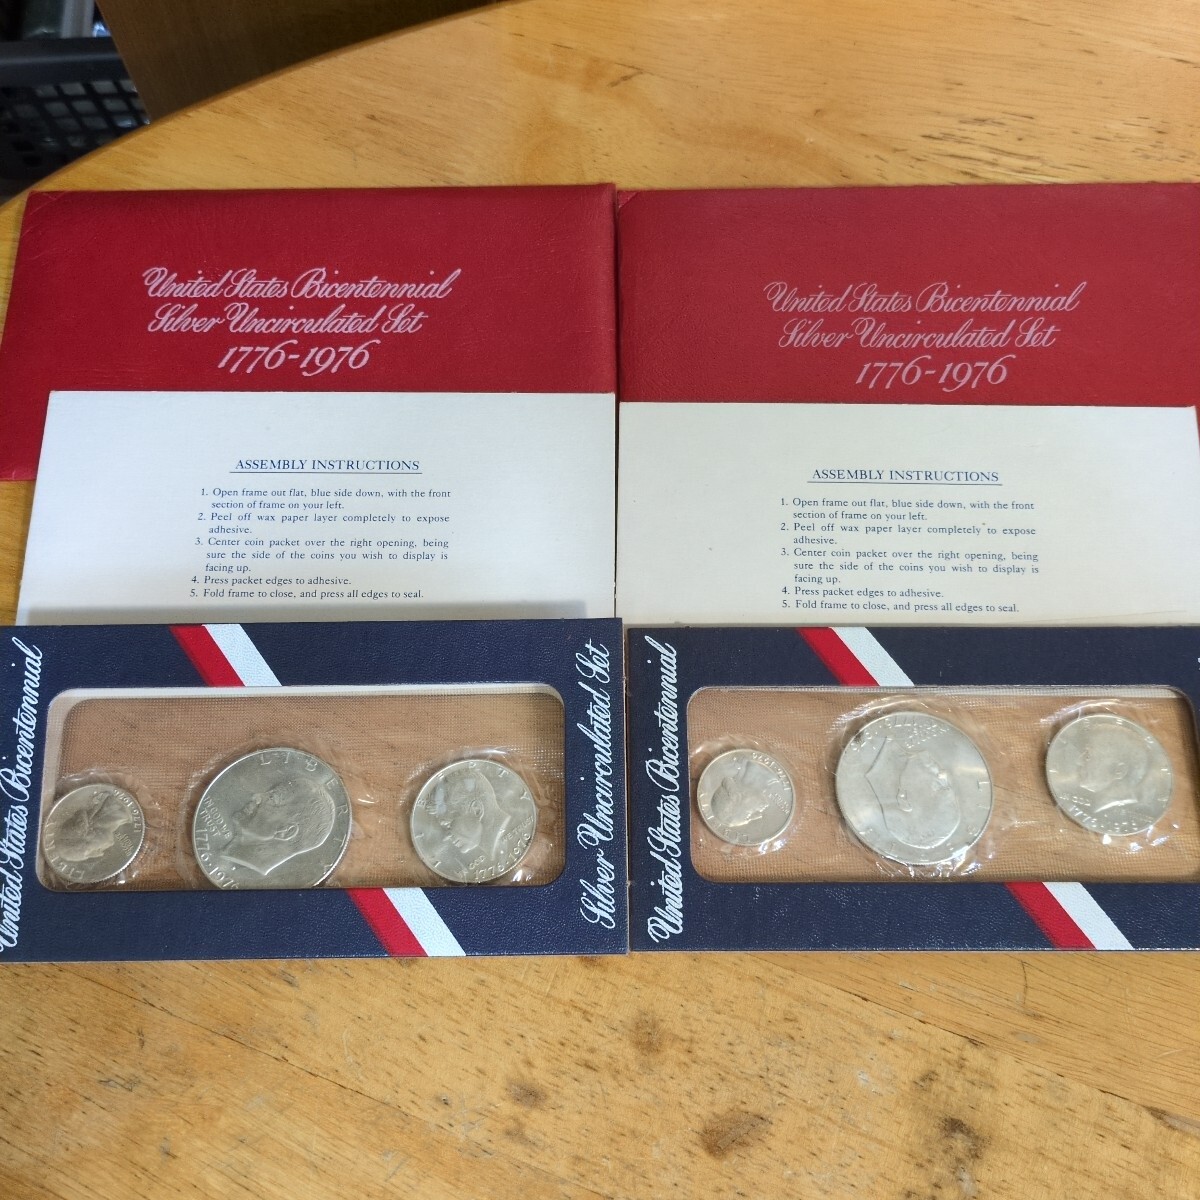 United States Bicentennial
Silver Uncirculated Set
1776-1976
ASSEMBLY INSTRUCTIONS
1. Open frame out flat, blue side down, with the front
section of frame on your left.
2. Peel off wax paper layer completely to expose
adhesive.
3. Center coin packet over the right opening, being
sure the side of the coins you wish to display is
facing up.
4. Press packet edges to adhesive.
5. Fold frame to close, and press all edges to seal.
United States Bicentennial
Silver Uncirculated Set
LIBERTY
IN GOD
WE TRUST
1776·1976
LIBERTY
1776·1976
United States Bicentennial
Silver Uncirculated Set
1776-1976
ASSEMBLY INSTRUCTIONS
1. Open frame out flat, blue side down, with the front
section of frame on your left.
2. Peel off wax paper layer completely to expose
adhesive.
3. Center coin packet over the right opening, being
sure the side of the coins you wish to display is
facing up.
4. Press packet edges to adhesive.
5. Fold frame to close, and press all edges to seal.
United States Bicentennial